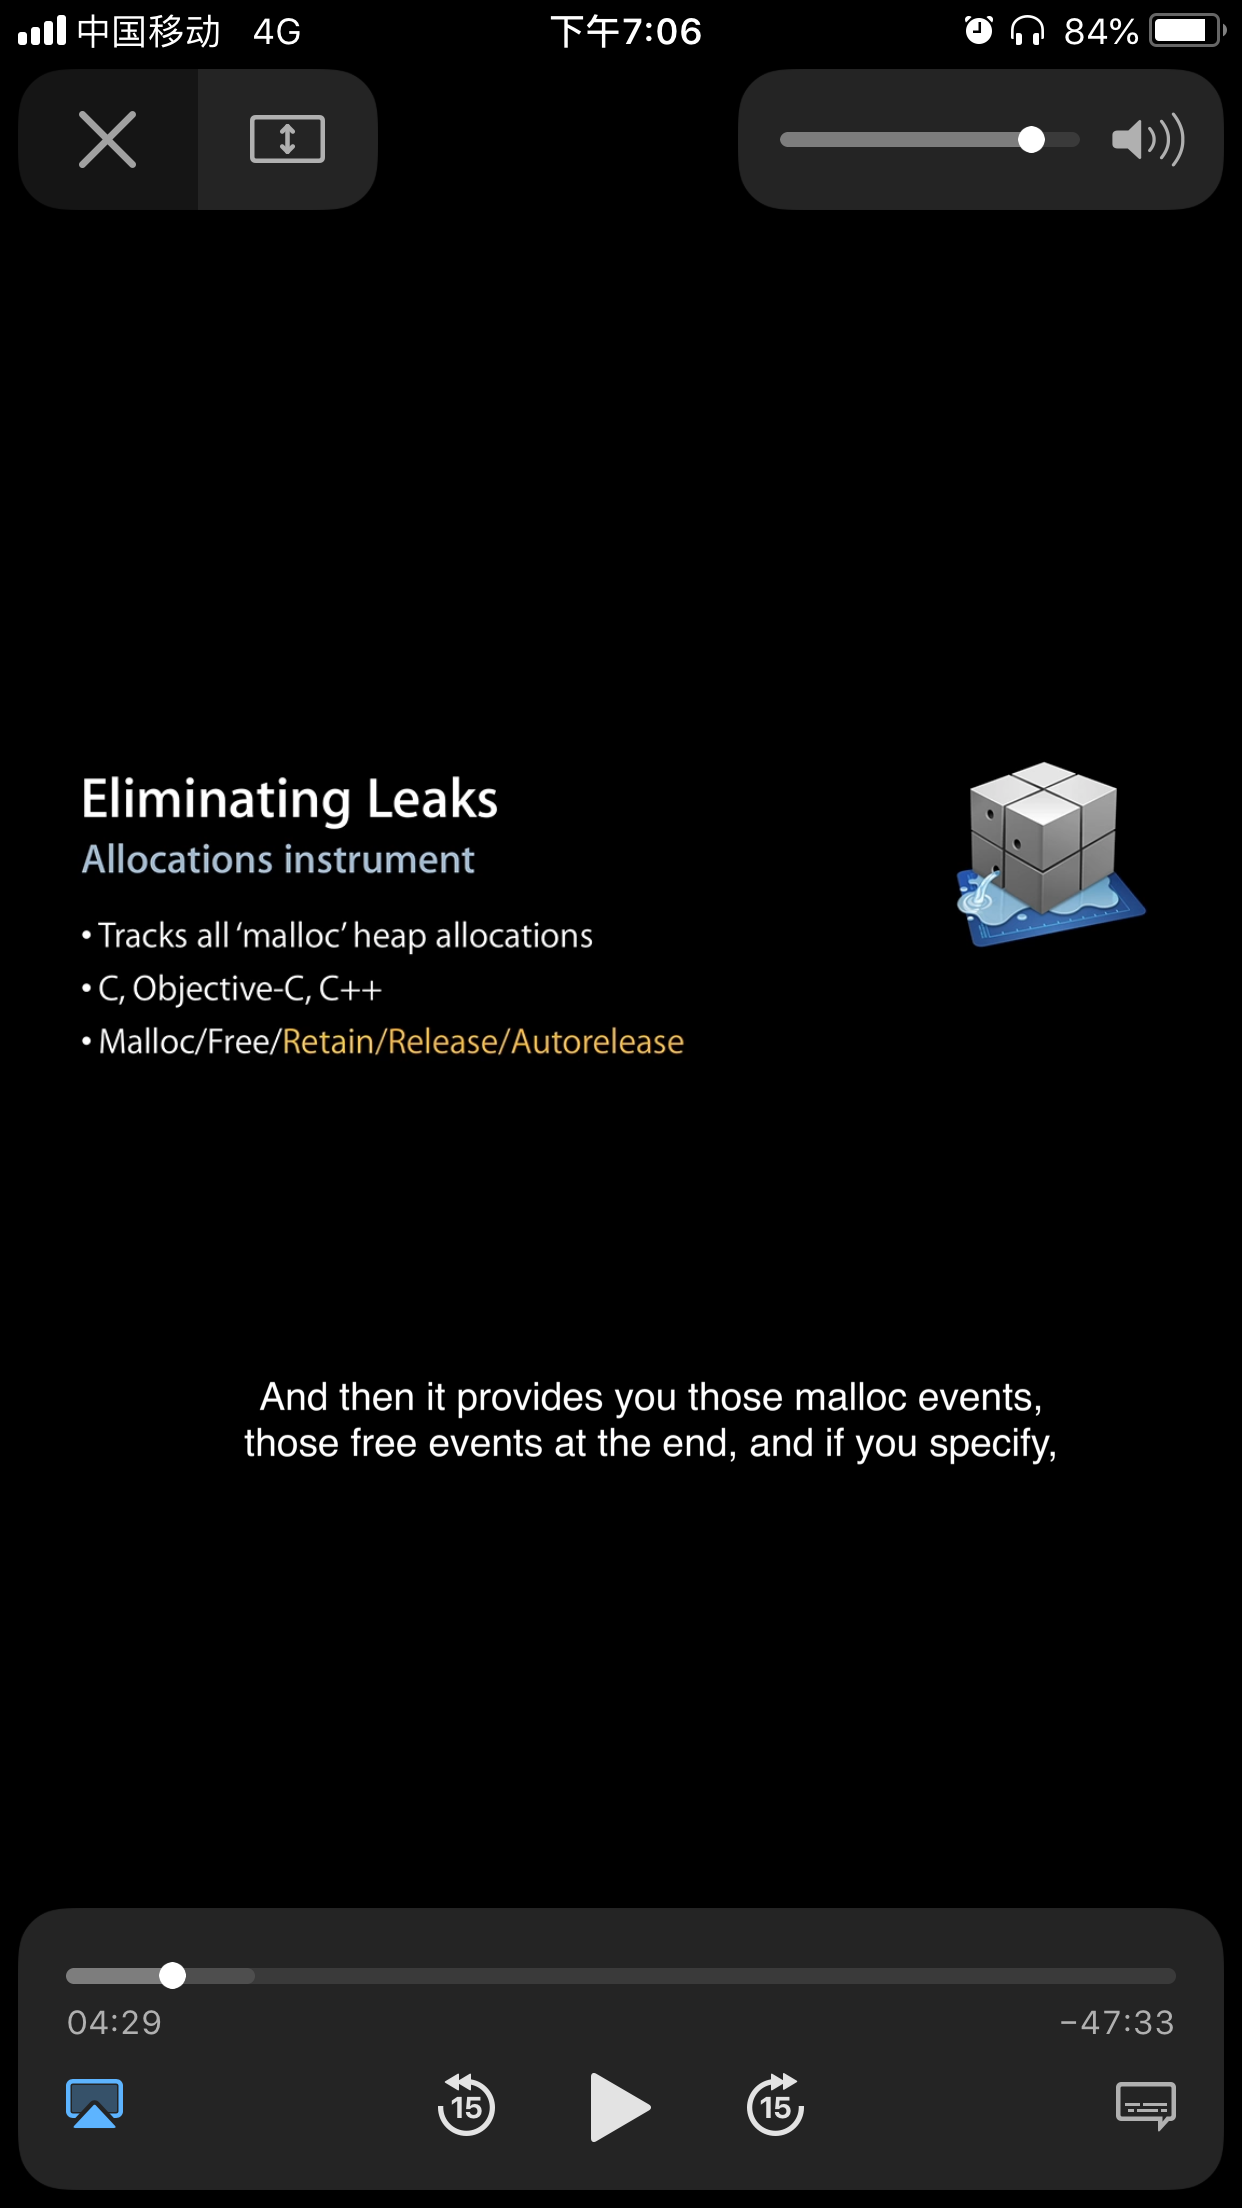 中国移动 4G 下午7:06 84%
Eliminating Leaks
Allocations instrument
• Tracks all ‘malloc’ heap allocations
• C, Objective-C, C++
• Malloc/Free/Retain/Release/Autorelease
And then it provides you those malloc events,
those free events at the end, and if you specify,
04:29 −47:33
15 15